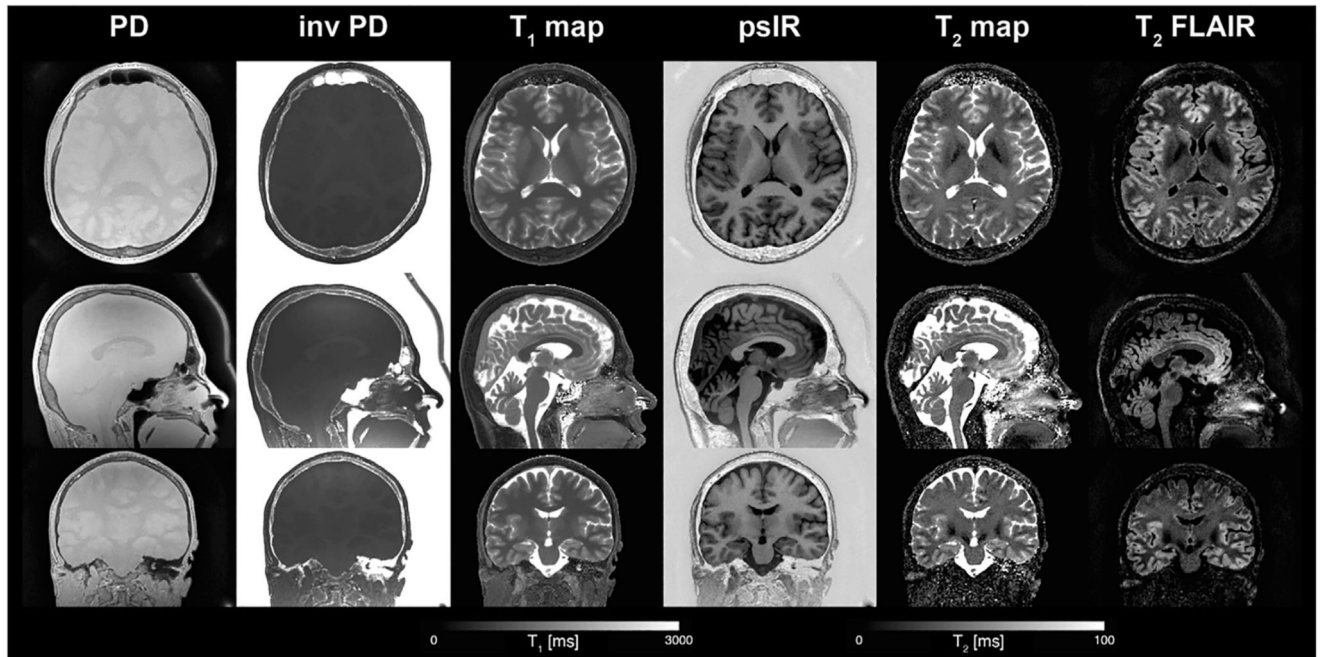 PD inv PD T₁ map psIR T₂ map T₂ FLAIR
0 T₁ [ms] 3000 0 T₂ [ms] 100